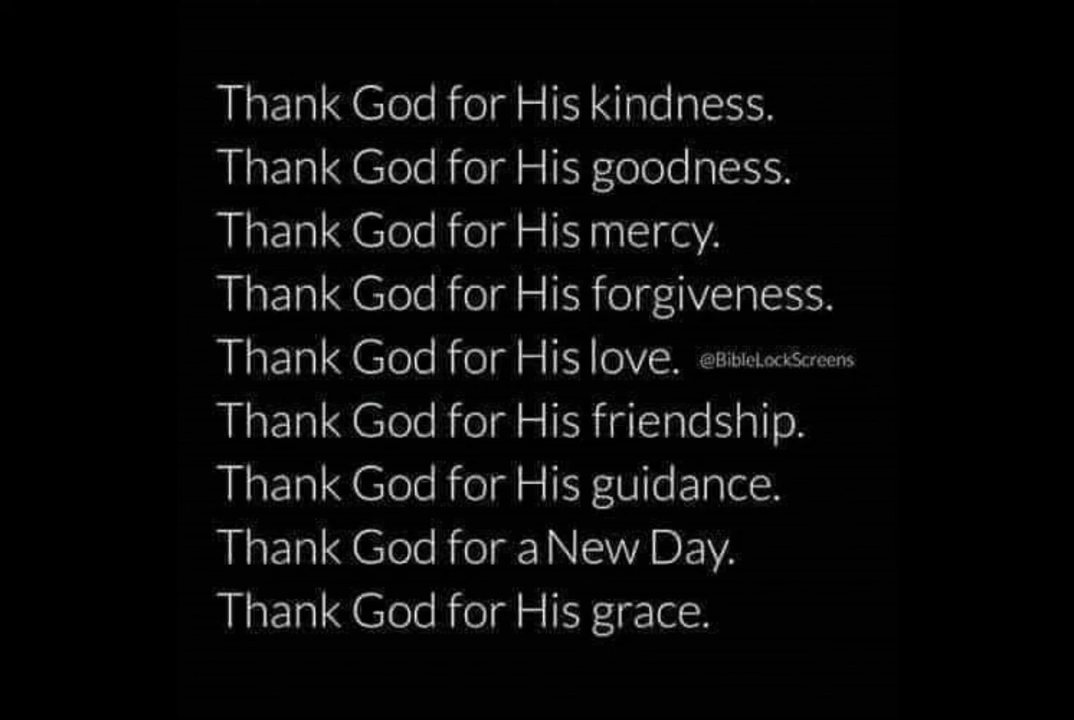 Thank God for His kindness.
Thank God for His goodness.
Thank God for His mercy.
Thank God for His forgiveness.
Thank God for His love. @BibleLockScreens
Thank God for His friendship.
Thank God for His guidance.
Thank God for a New Day.
Thank God for His grace.